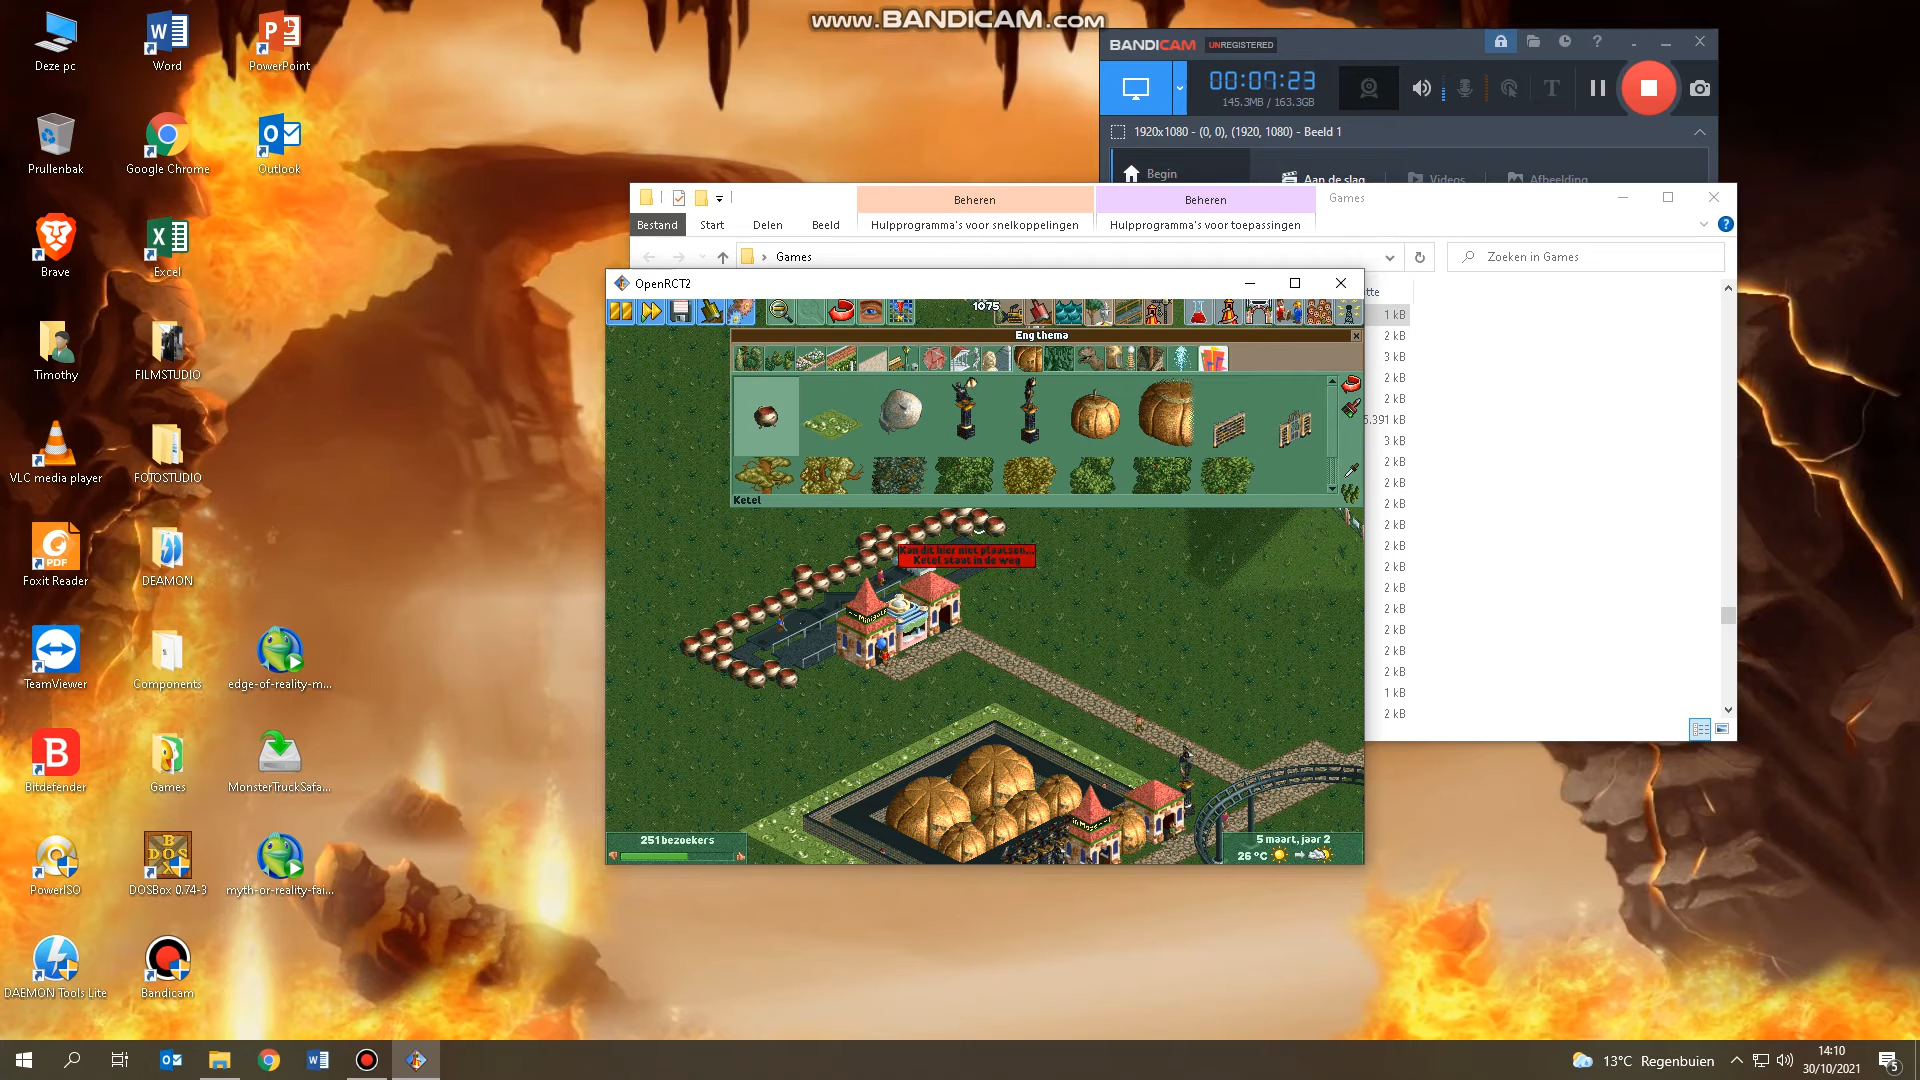 www.BANDICAM.com
Deze pc
Word
PowerPoint
Prullenbak
Google Chrome
Outlook
Brave
Excel
Timothy
FILMSTUDIO
VLC media player
FOTOSTUDIO
Foxit Reader
DEAMON
TeamViewer
Components
edge-of-reality-m...
Bitdefender
Games
MonsterTruckSafa...
PowerISO
DOSBox 0.74-3
myth-or-reality-fai...
DAEMON Tools Lite
Bandicam
BANDICAM UNREGISTERED
00:07:23
145.3MB / 163.3GB
1920x1080 - (0, 0), (1920, 1080) - Beeld 1
Begin
Aan de slag
Videos
Afbeelding
Beheren
Beheren
Games
Bestand
Start
Delen
Beeld
Hulpprogramma's voor snelkoppelingen
Hulpprogramma's voor toepassingen
Games
Zoeken in Games
1 kB
2 kB
3 kB
2 kB
2 kB
5.391 kB
3 kB
2 kB
2 kB
2 kB
2 kB
2 kB
2 kB
2 kB
2 kB
2 kB
2 kB
2 kB
1 kB
2 kB
OpenRCT2
1075
Eng thema
Ketel
Kan dit hier niet plaatsen...
Ketel staat in de weg
Minigolf
251 bezoekers
5 maart, jaar 2
26°C
13°C Regenbuien
14:10
30/10/2021
5